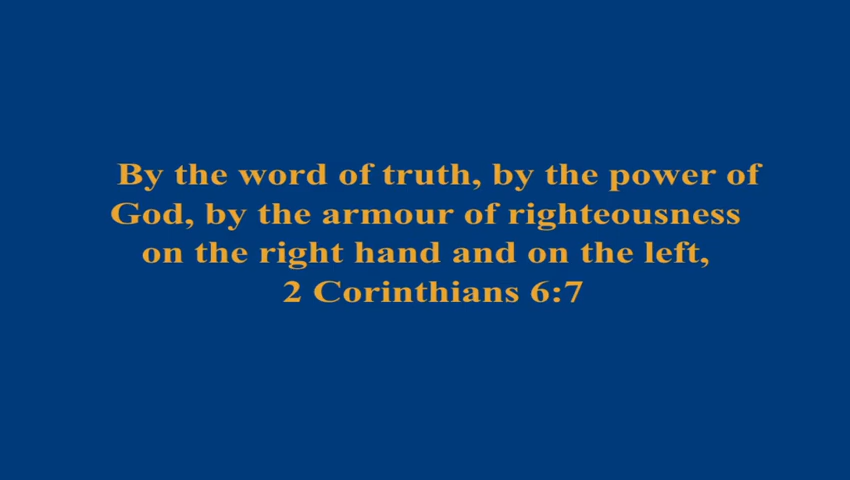 By the word of truth, by the power of
God, by the armour of righteousness
on the right hand and on the left,
2 Corinthians 6:7